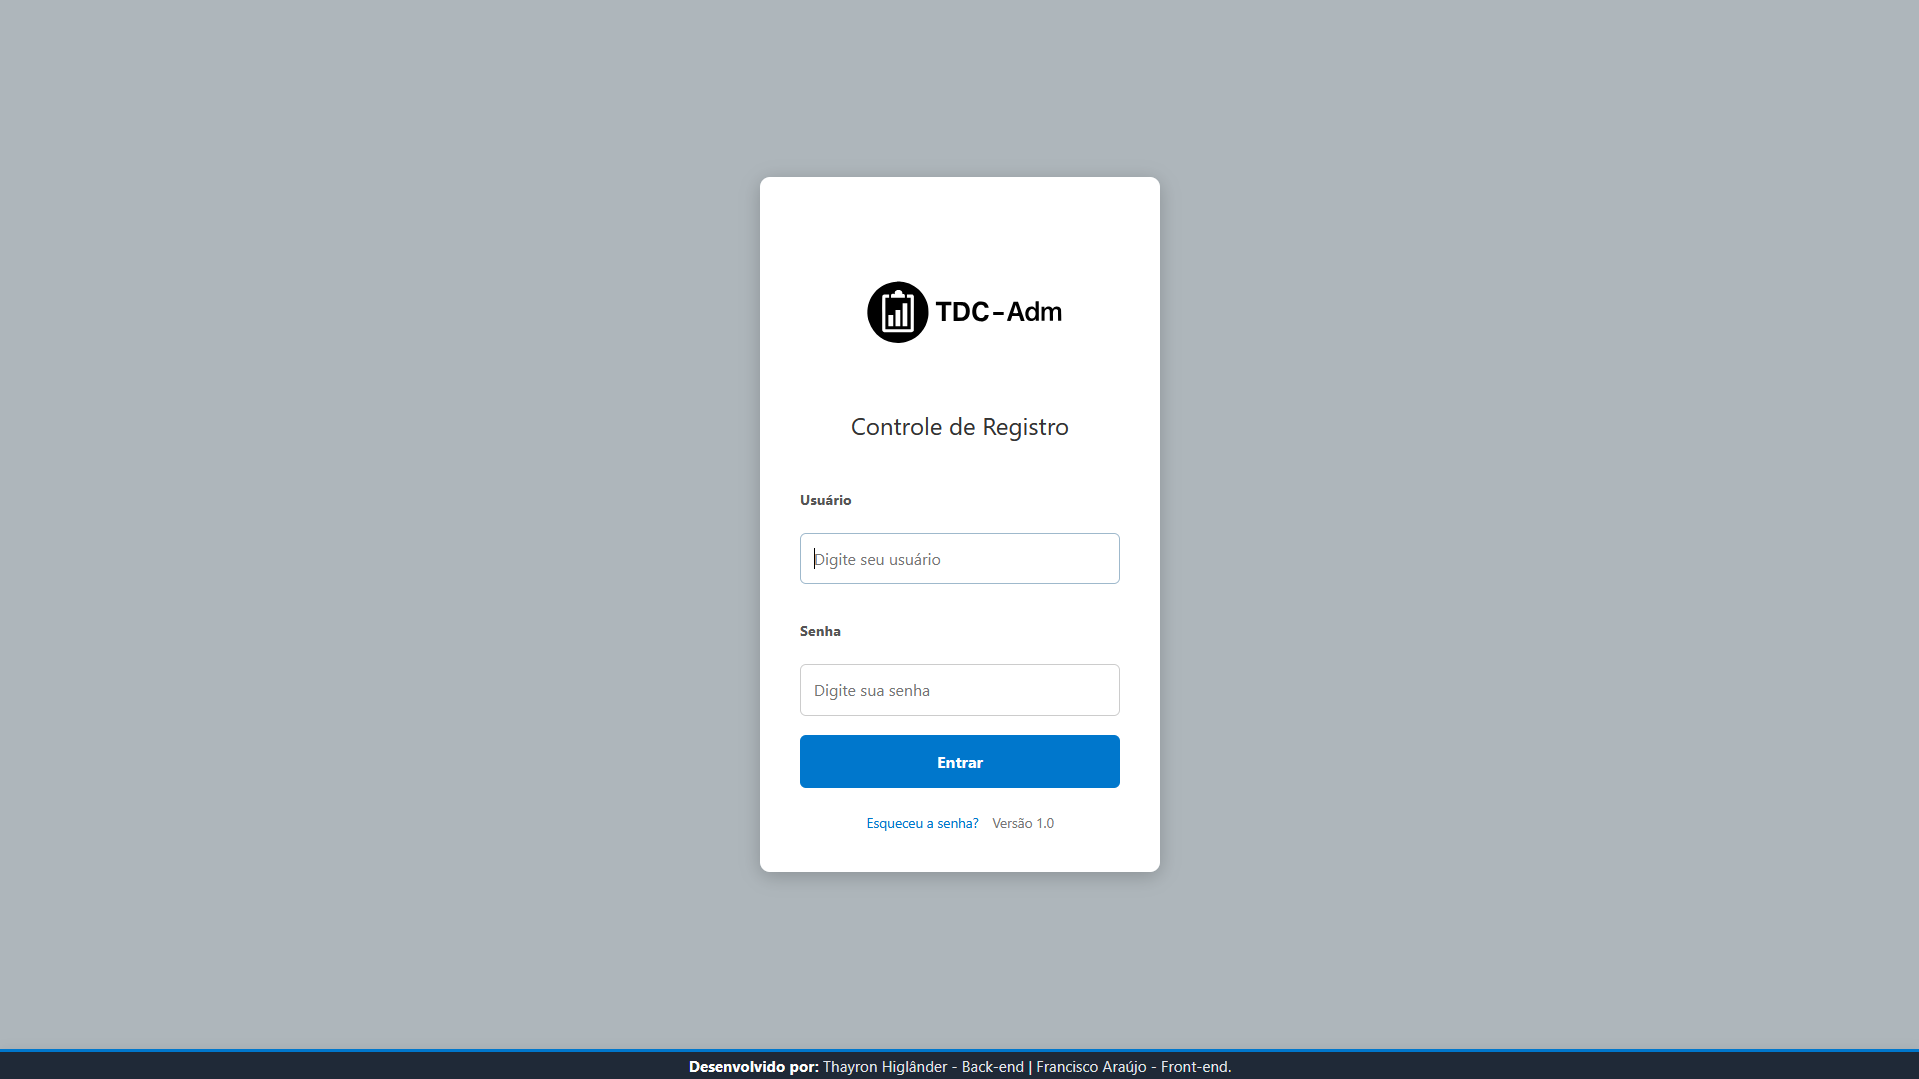 TDC-Adm
Controle de Registro
Usuário
Digite seu usuário
Senha
Digite sua senha
Entrar
Esqueceu a senha? Versão 1.0
Desenvolvido por: Thayron Higlânder - Back-end | Francisco Araújo - Front-end.